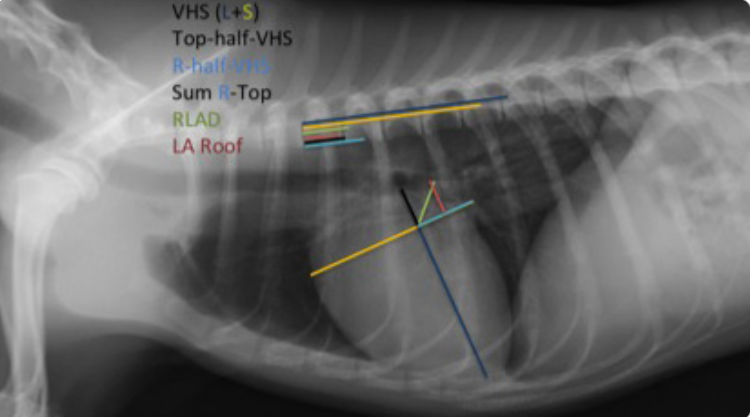 VHS (L+S)
Top-half-VHS
R-half-VHS
Sum R-Top
RLAD
LA Roof